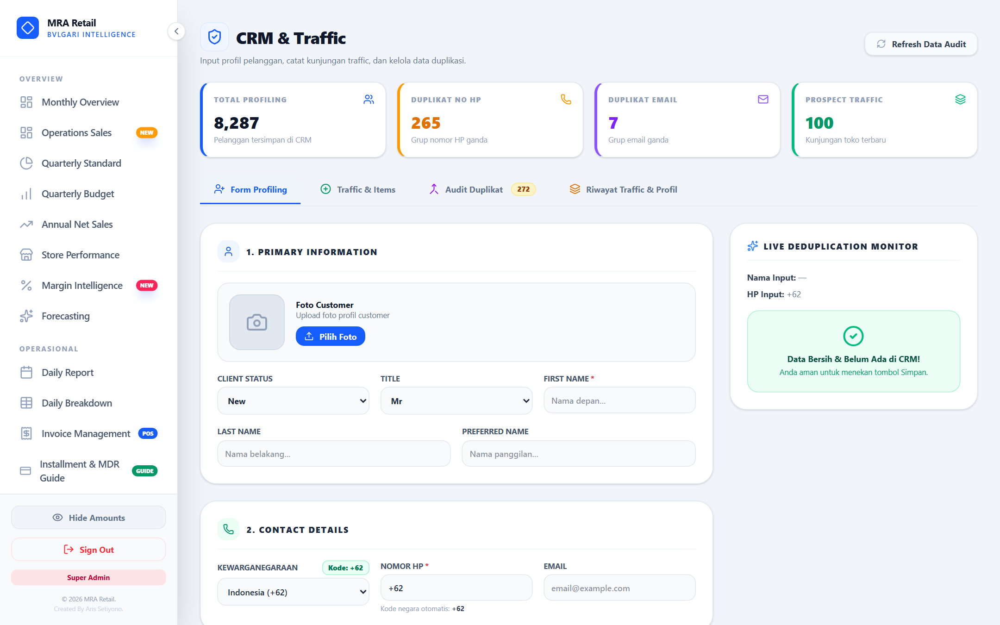 MRA Retail
BVLGARI INTELLIGENCE
OVERVIEW
Monthly Overview
Operations Sales NEW
Quarterly Standard
Quarterly Budget
Annual Net Sales
Store Performance
Margin Intelligence NEW
Forecasting
OPERASIONAL
Daily Report
Daily Breakdown
Invoice Management POS
Installment & MDR
Guide GUIDE
Hide Amounts
Sign Out
Super Admin
© 2026 MRA Retail.
Created By Aris Setiyono.
CRM & Traffic
Input profil pelanggan, catat kunjungan traffic, dan kelola data duplikasi.
Refresh Data Audit
TOTAL PROFILING
8,287
Pelanggan tersimpan di CRM
DUPLIKAT NO HP
265
Grup nomor HP ganda
DUPLIKAT EMAIL
7
Grup email ganda
PROSPECT TRAFFIC
100
Kunjungan toko terbaru
Form Profiling
Traffic & Items
Audit Duplikat 272
Riwayat Traffic & Profil
1. PRIMARY INFORMATION
Foto Customer
Upload foto profil customer
Pilih Foto
CLIENT STATUS
New
TITLE
Mr
FIRST NAME *
Nama depan...
LAST NAME
Nama belakang...
PREFERRED NAME
Nama panggilan...
2. CONTACT DETAILS
KEWARGANEGARAAN Kode: +62
Indonesia (+62)
NOMOR HP *
+62
Kode negara otomatis: +62
EMAIL
email@example.com
LIVE DEDUPLICATION MONITOR
Nama Input: —
HP Input: +62
Data Bersih & Belum Ada di CRM!
Anda aman untuk menekan tombol Simpan.